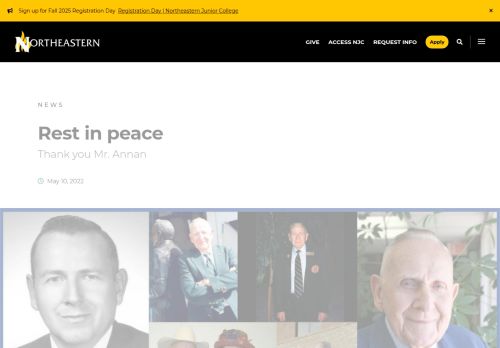 Sign up for Fall 2025 Registration Day Registration Day | Northeastern Junior College ×
NORTHEASTERN GIVE ACCESS NJC REQUEST INFO Apply
NEWS
Rest in peace
Thank you Mr. Annan
May 10, 2022